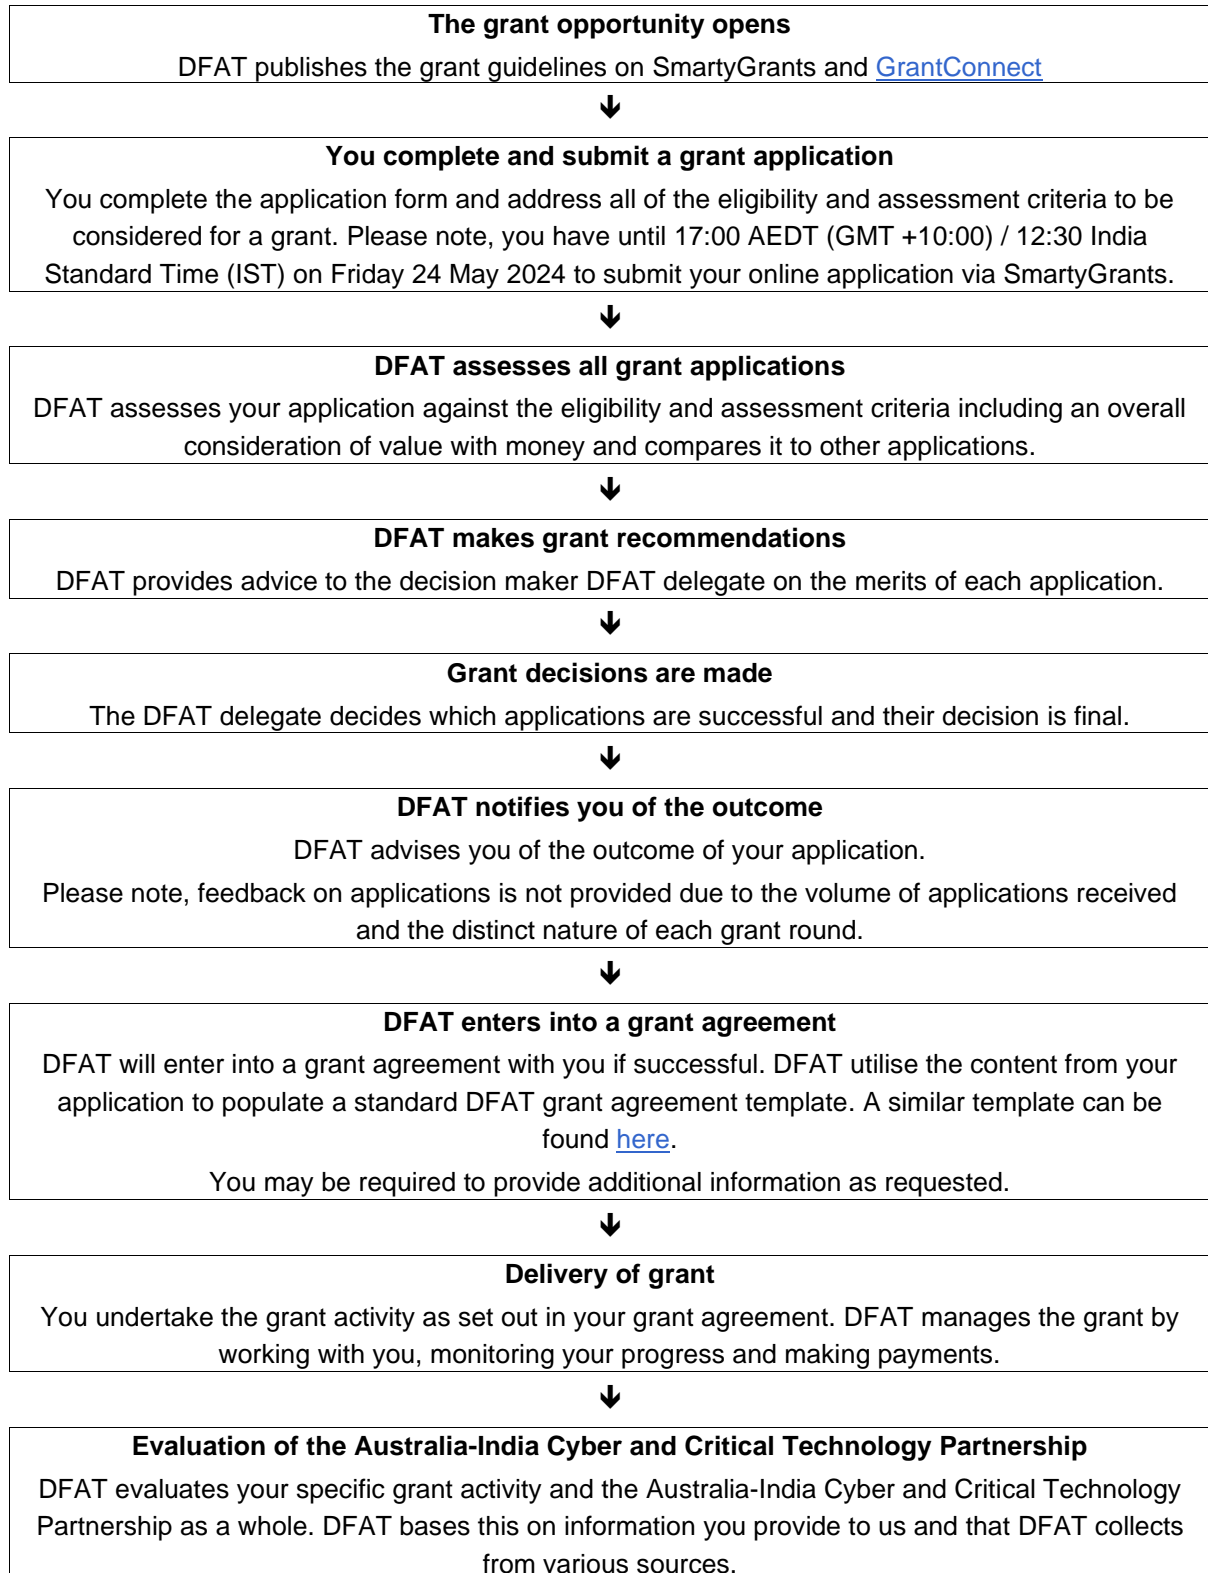 The grant opportunity opens
DFAT publishes the grant guidelines on SmartyGrants and GrantConnect
You complete and submit a grant application
You complete the application form and address all of the eligibility and assessment criteria to be
considered for a grant. Please note, you have until 17:00 AEDT (GMT +10:00) / 12:30 India
Standard Time (IST) on Friday 24 May 2024 to submit your online application via SmartyGrants.
DFAT assesses all grant applications
DFAT assesses your application against the eligibility and assessment criteria including an overall
consideration of value with money and compares it to other applications.
DFAT makes grant recommendations
DFAT provides advice to the decision maker DFAT delegate on the merits of each application.
Grant decisions are made
The DFAT delegate decides which applications are successful and their decision is final.
DFAT notifies you of the outcome
DFAT advises you of the outcome of your application.
Please note, feedback on applications is not provided due to the volume of applications received
and the distinct nature of each grant round.
DFAT enters into a grant agreement
DFAT will enter into a grant agreement with you if successful. DFAT utilise the content from your
application to populate a standard DFAT grant agreement template. A similar template can be
found here.
You may be required to provide additional information as requested.
Delivery of grant
You undertake the grant activity as set out in your grant agreement. DFAT manages the grant by
working with you, monitoring your progress and making payments.
Evaluation of the Australia-India Cyber and Critical Technology Partnership
DFAT evaluates your specific grant activity and the Australia-India Cyber and Critical Technology
Partnership as a whole. DFAT bases this on information you provide to us and that DFAT collects
from various sources.